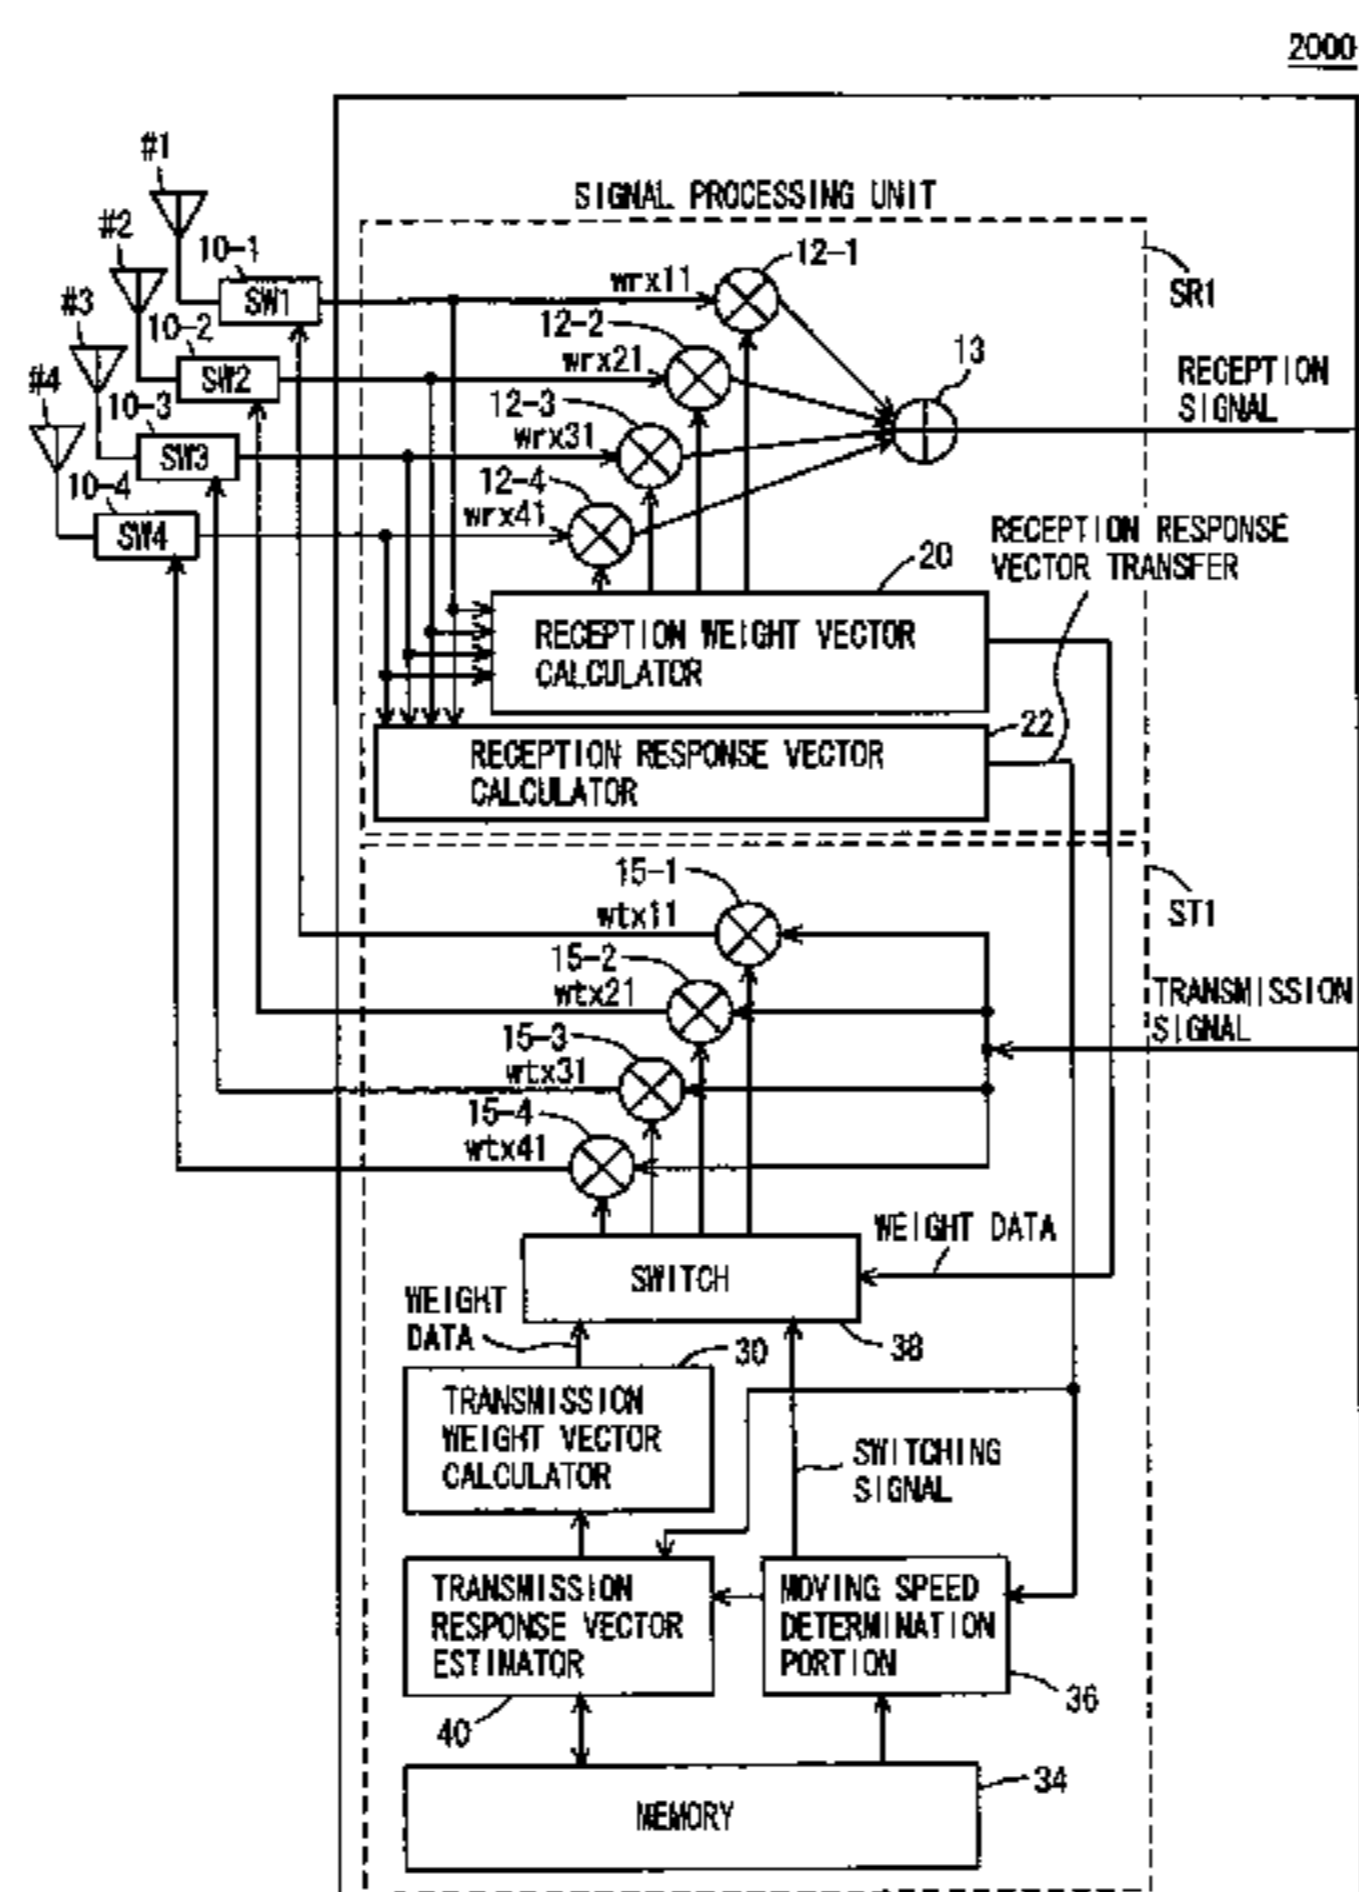 2000
#1
SIGNAL PROCESSING UNIT
#2
10-1
12-1
SW1
wrx11
SR1
#3
10-2
12-2
SW2
wrx21
13
RECEPTION
SIGNAL
#4
10-3
12-3
SW3
wrx31
10-4
12-4
SW4
wrx41
RECEPTION RESPONSE
VECTOR TRANSFER
20
RECEPTION WEIGHT VECTOR
CALCULATOR
22
RECEPTION RESPONSE VECTOR
CALCULATOR
15-1
wtx11
ST1
15-2
wtx21
TRANSMISSION
SIGNAL
15-3
wtx31
15-4
wtx41
WEIGHT DATA
SWITCH
WEIGHT
DATA
30
38
TRANSMISSION
WEIGHT VECTOR
CALCULATOR
SWITCHING
SIGNAL
TRANSMISSION
RESPONSE VECTOR
ESTIMATOR
MOVING SPEED
DETERMINATION
PORTION
36
40
34
MEMORY